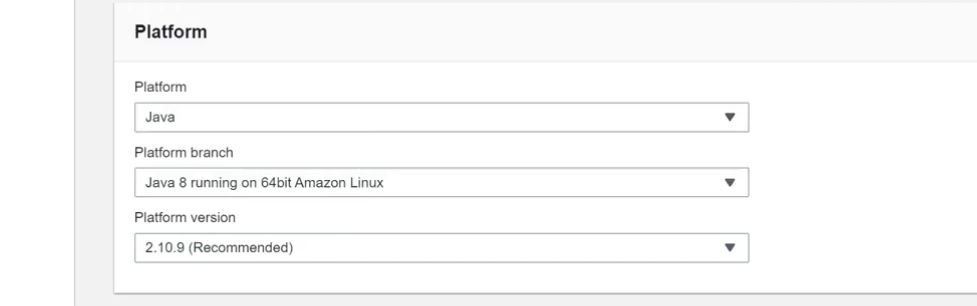 Platform
Platform
Java
Platform branch
Java 8 running on 64bit Amazon Linux
Platform version
2.10.9 (Recommended)